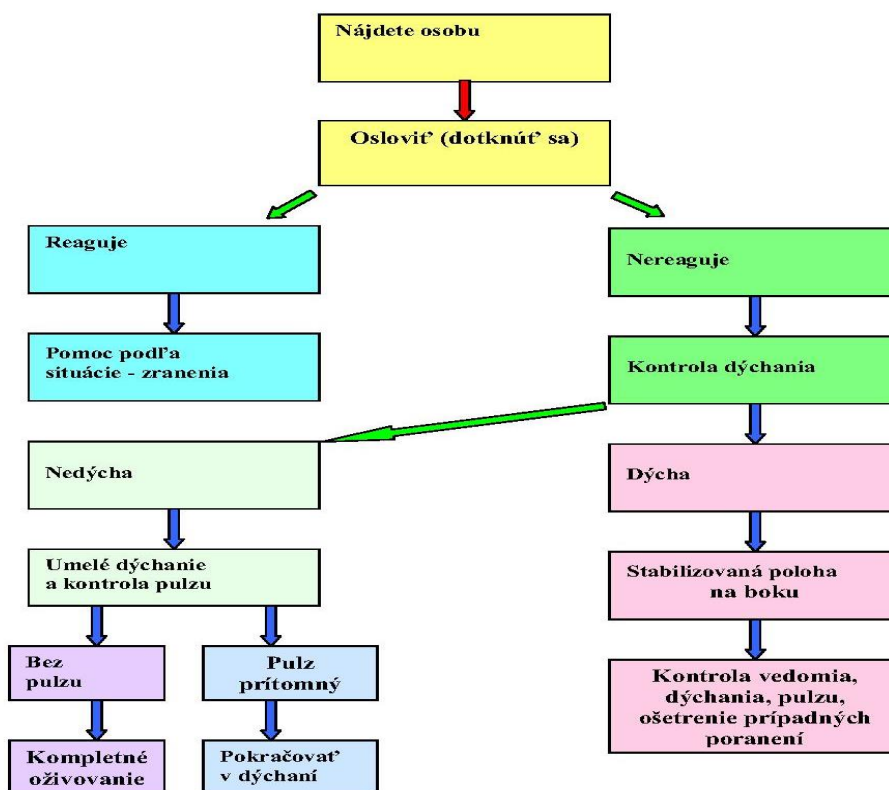 Nájdete osobu
Osloviť (dotknúť sa)
Reaguje
Nereaguje
Pomoc podľa
situácie - zranenia
Kontrola dýchania
Nedýcha
Dýcha
Umelé dýchanie
a kontrola pulzu
Stabilizovaná poloha
na boku
Bez
pulzu
Pulz
prítomný
Kontrola vedomia,
dýchania, pulzu,
ošetrenie prípadných
poranení
Kompletné
oživovanie
Pokračovať
v dýchaní